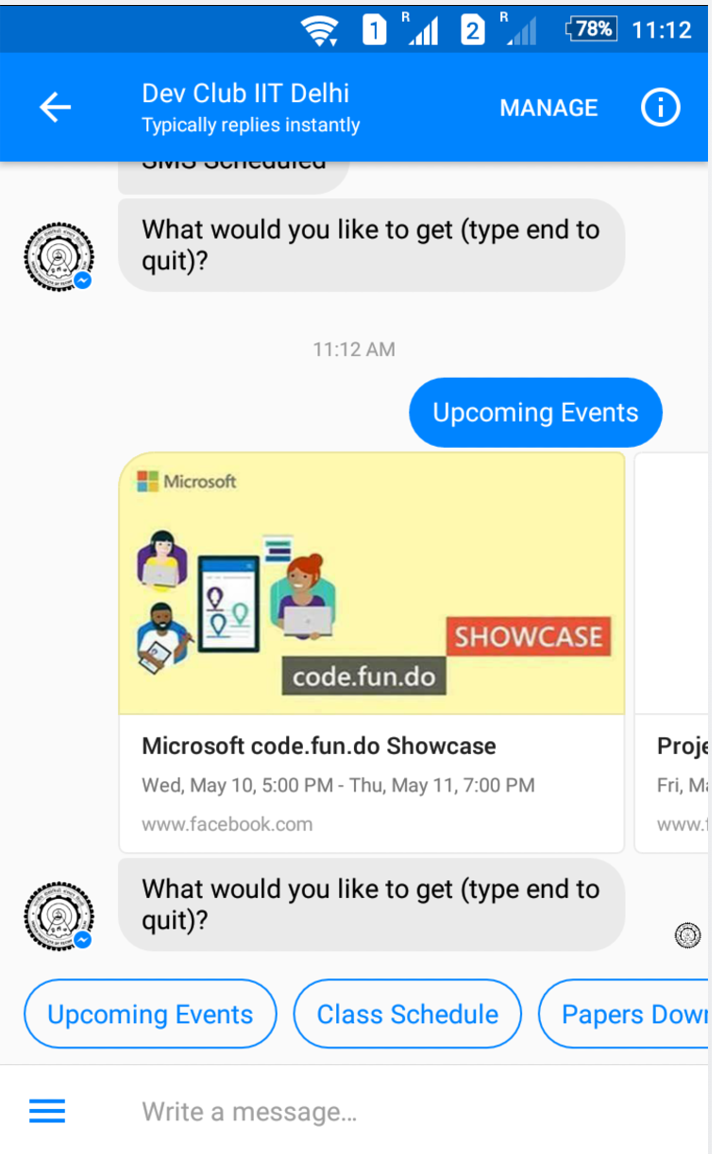 1 R 2 R 78% 11:12
Dev Club IIT Delhi
Typically replies instantly
MANAGE
SMS Scheduled
What would you like to get (type end to
quit)?
11:12 AM
Upcoming Events
Microsoft
SHOWCASE
code.fun.do
Microsoft code.fun.do Showcase
Wed, May 10, 5:00 PM - Thu, May 11, 7:00 PM
www.facebook.com
Proje
Fri, Ma
www.f
What would you like to get (type end to
quit)?
Upcoming Events
Class Schedule
Papers Down
Write a message...